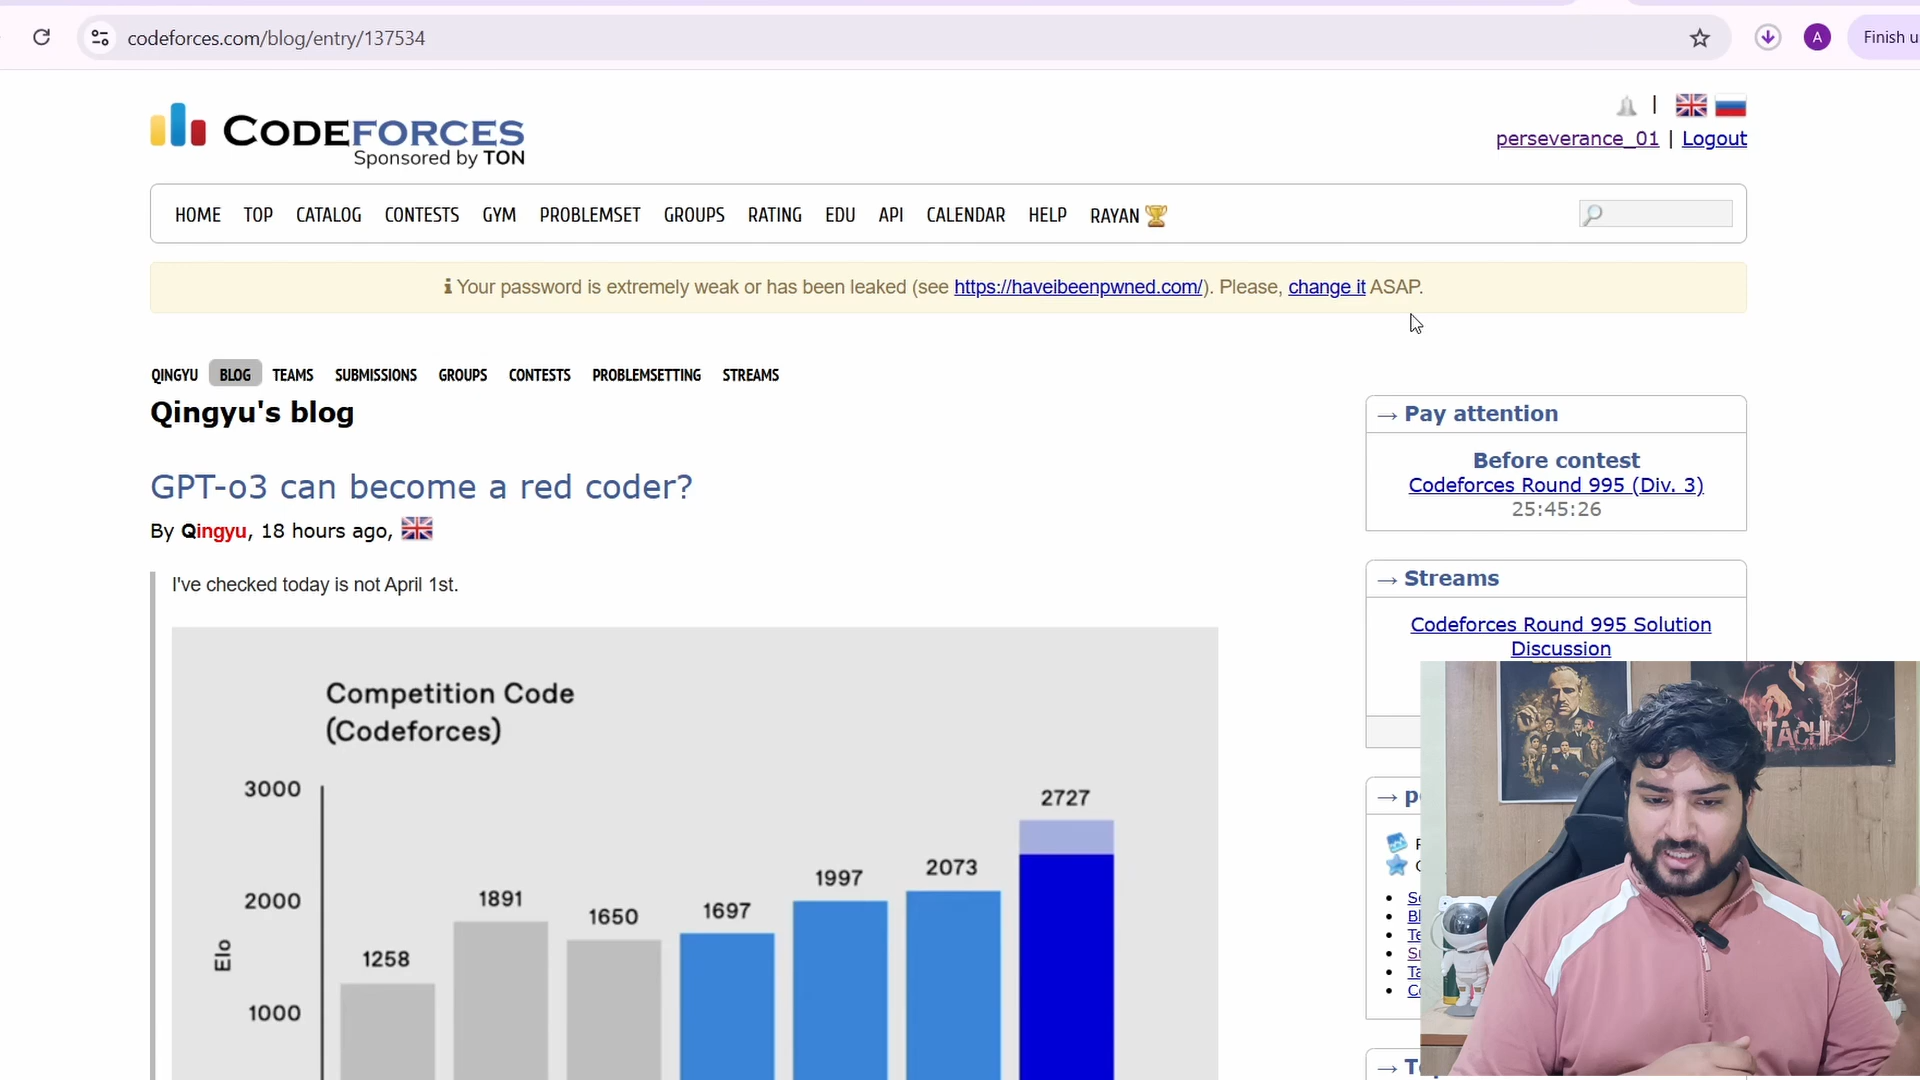 codeforces.com/blog/entry/137534
A
Finish u
CODEFORCES
Sponsored by TON
perseverance_01 | Logout
HOME TOP CATALOG CONTESTS GYM PROBLEMSET GROUPS RATING EDU API CALENDAR HELP RAYAN
Your password is extremely weak or has been leaked (see https://haveibeenpwned.com/). Please, change it ASAP.
QINGYU BLOG TEAMS SUBMISSIONS GROUPS CONTESTS PROBLEMSETTING STREAMS
Qingyu's blog
GPT-o3 can become a red coder?
By Qingyu, 18 hours ago,
I've checked today is not April 1st.
Competition Code
(Codeforces)
Elo
3000
2000
1000
1258
1891
1650
1697
1997
2073
2727
→ Pay attention
Before contest
Codeforces Round 995 (Div. 3)
25:45:26
→ Streams
Codeforces Round 995 Solution
Discussion
→ p
Bl
Te
Ta
→ T
ITACHI